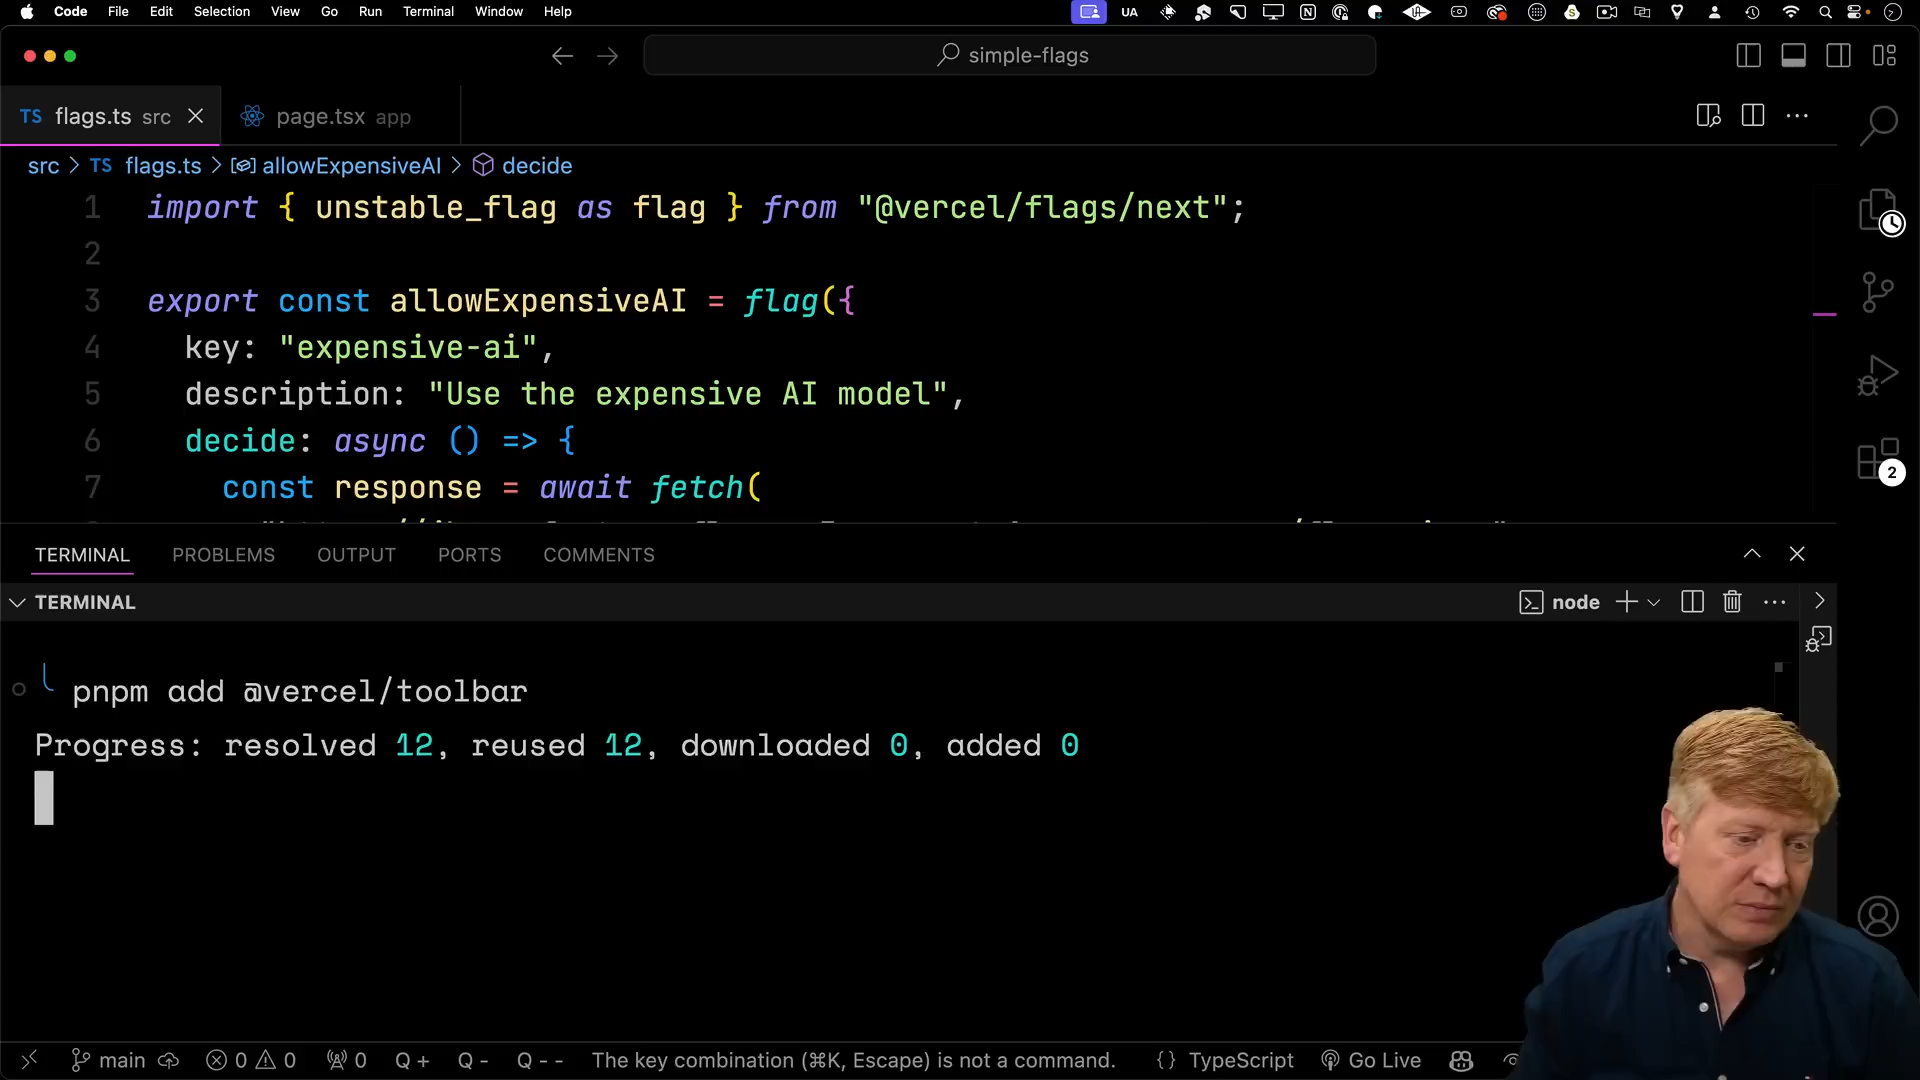 Code File Edit Selection View Go Run Terminal Window Help
UA
simple-flags
TS flags.ts src page.tsx app
src > TS flags.ts > allowExpensiveAI > decide
1 import { unstable_flag as flag } from "@vercel/flags/next";
2
3 export const allowExpensiveAI = flag({
4 key: "expensive-ai",
5 description: "Use the expensive AI model",
6 decide: async () => {
7 const response = await fetch(
2
TERMINAL PROBLEMS OUTPUT PORTS COMMENTS
TERMINAL
node
pnpm add @vercel/toolbar
Progress: resolved 12, reused 12, downloaded 0, added 0
main 0 0 0 Q + Q - Q - - The key combination (⌘K, Escape) is not a command. {} TypeScript Go Live